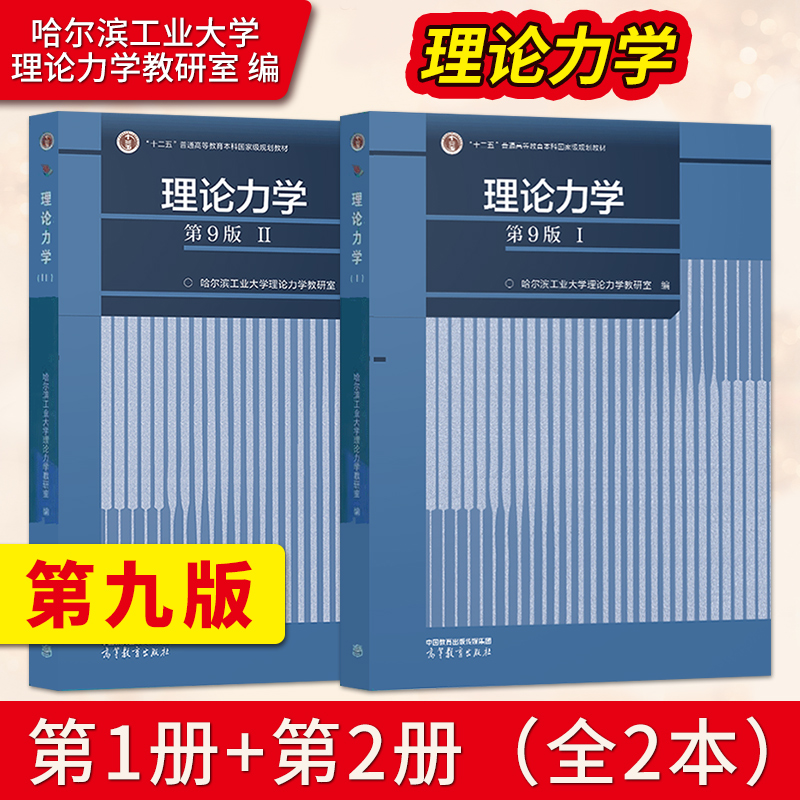 哈尔滨工业大学
理论力学教研室 编
理论力学
"十二五"普通高等教育本科国家级规划教材
理论力学
第9版 II
哈尔滨工业大学理论力学教研室
理论力学
(II)
哈尔滨工业大学理论力学教研室 编
高等教育出版社
"十二五"普通高等教育本科国家级规划教材
理论力学
第9版 I
哈尔滨工业大学理论力学教研室 编
理论力学
(I)
哈尔滨工业大学理论力学教研室 编
中国教育出版传媒集团
高等教育出版社
第九版
第1册+第2册（全2本）